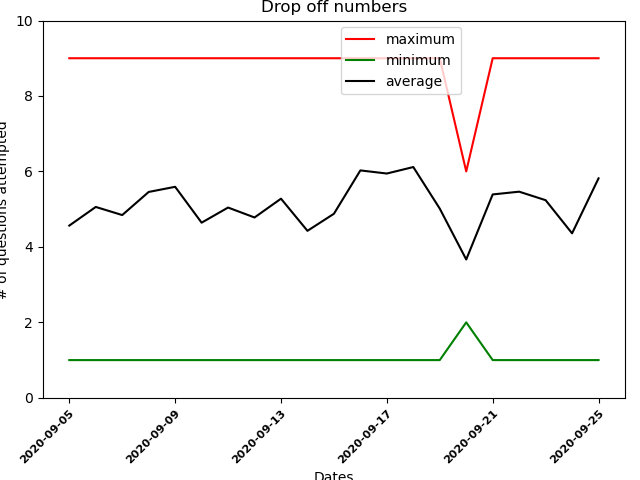 Drop off numbers
maximum
minimum
average
# of questions attempted
10
8
6
4
2
0
2020-09-05
2020-09-09
2020-09-13
2020-09-17
2020-09-21
2020-09-25
Dates